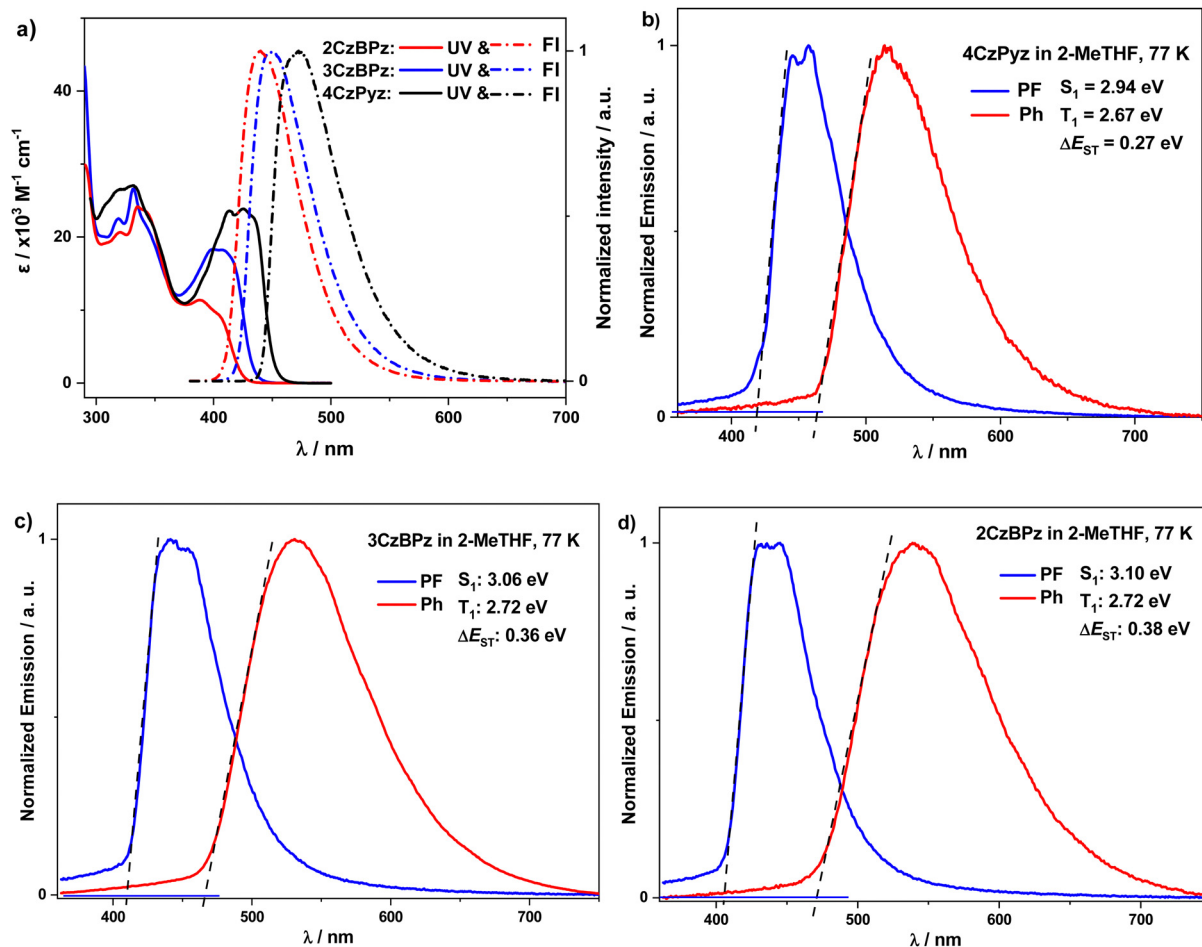 a)
2CzBPz: UV & Fl
3CzBPz: UV & Fl
4CzPyz: UV & Fl
ε / x10³ M⁻¹ cm⁻¹
40
20
0
1
0
Normalized intensity / a.u.
300 400 500 600 700
λ / nm
b)
4CzPyz in 2-MeTHF, 77 K
PF S₁ = 2.94 eV
Ph T₁ = 2.67 eV
ΔE_ST = 0.27 eV
Normalized Emission / a.u.
1
0
400 500 600 700
λ / nm
c)
3CzBPz in 2-MeTHF, 77 K
PF S₁: 3.06 eV
Ph T₁: 2.72 eV
ΔE_ST: 0.36 eV
Normalized Emission / a. u.
1
0
400 500 600 700
λ / nm
d)
2CzBPz in 2-MeTHF, 77 K
PF S₁: 3.10 eV
Ph T₁: 2.72 eV
ΔE_ST: 0.38 eV
Normalized Emission / a. u.
1
0
400 500 600 700
λ / nm